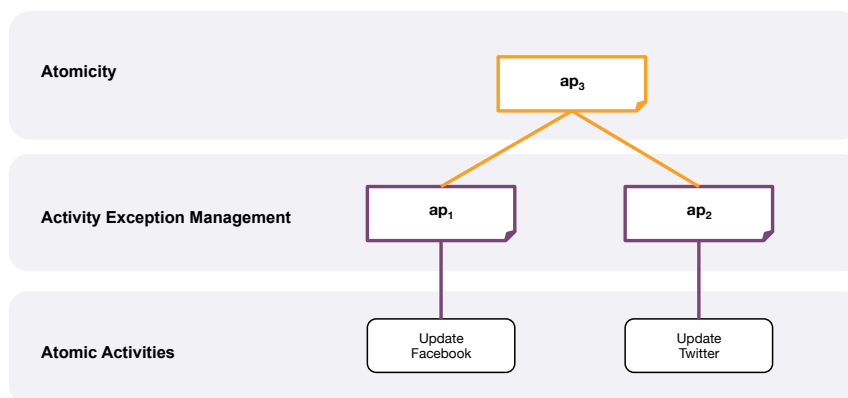 Atomicity
ap₃
Activity Exception Management
ap₁
ap₂
Atomic Activities
Update
Facebook
Update
Twitter